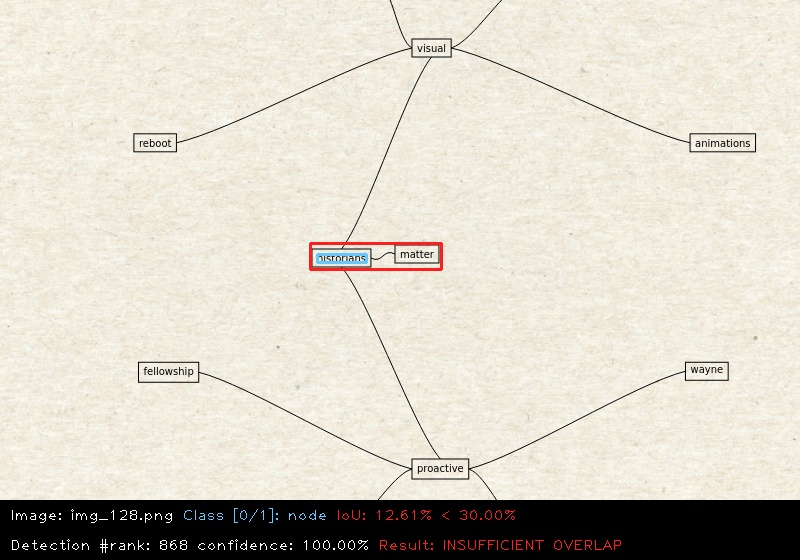 visual
reboot
animations
historians
matter
fellowship
wayne
proactive
Image: img_128.png Class [0/1]: node IoU: 12.61% < 30.00%
Detection #rank: 868 confidence: 100.00% Result: INSUFFICIENT OVERLAP